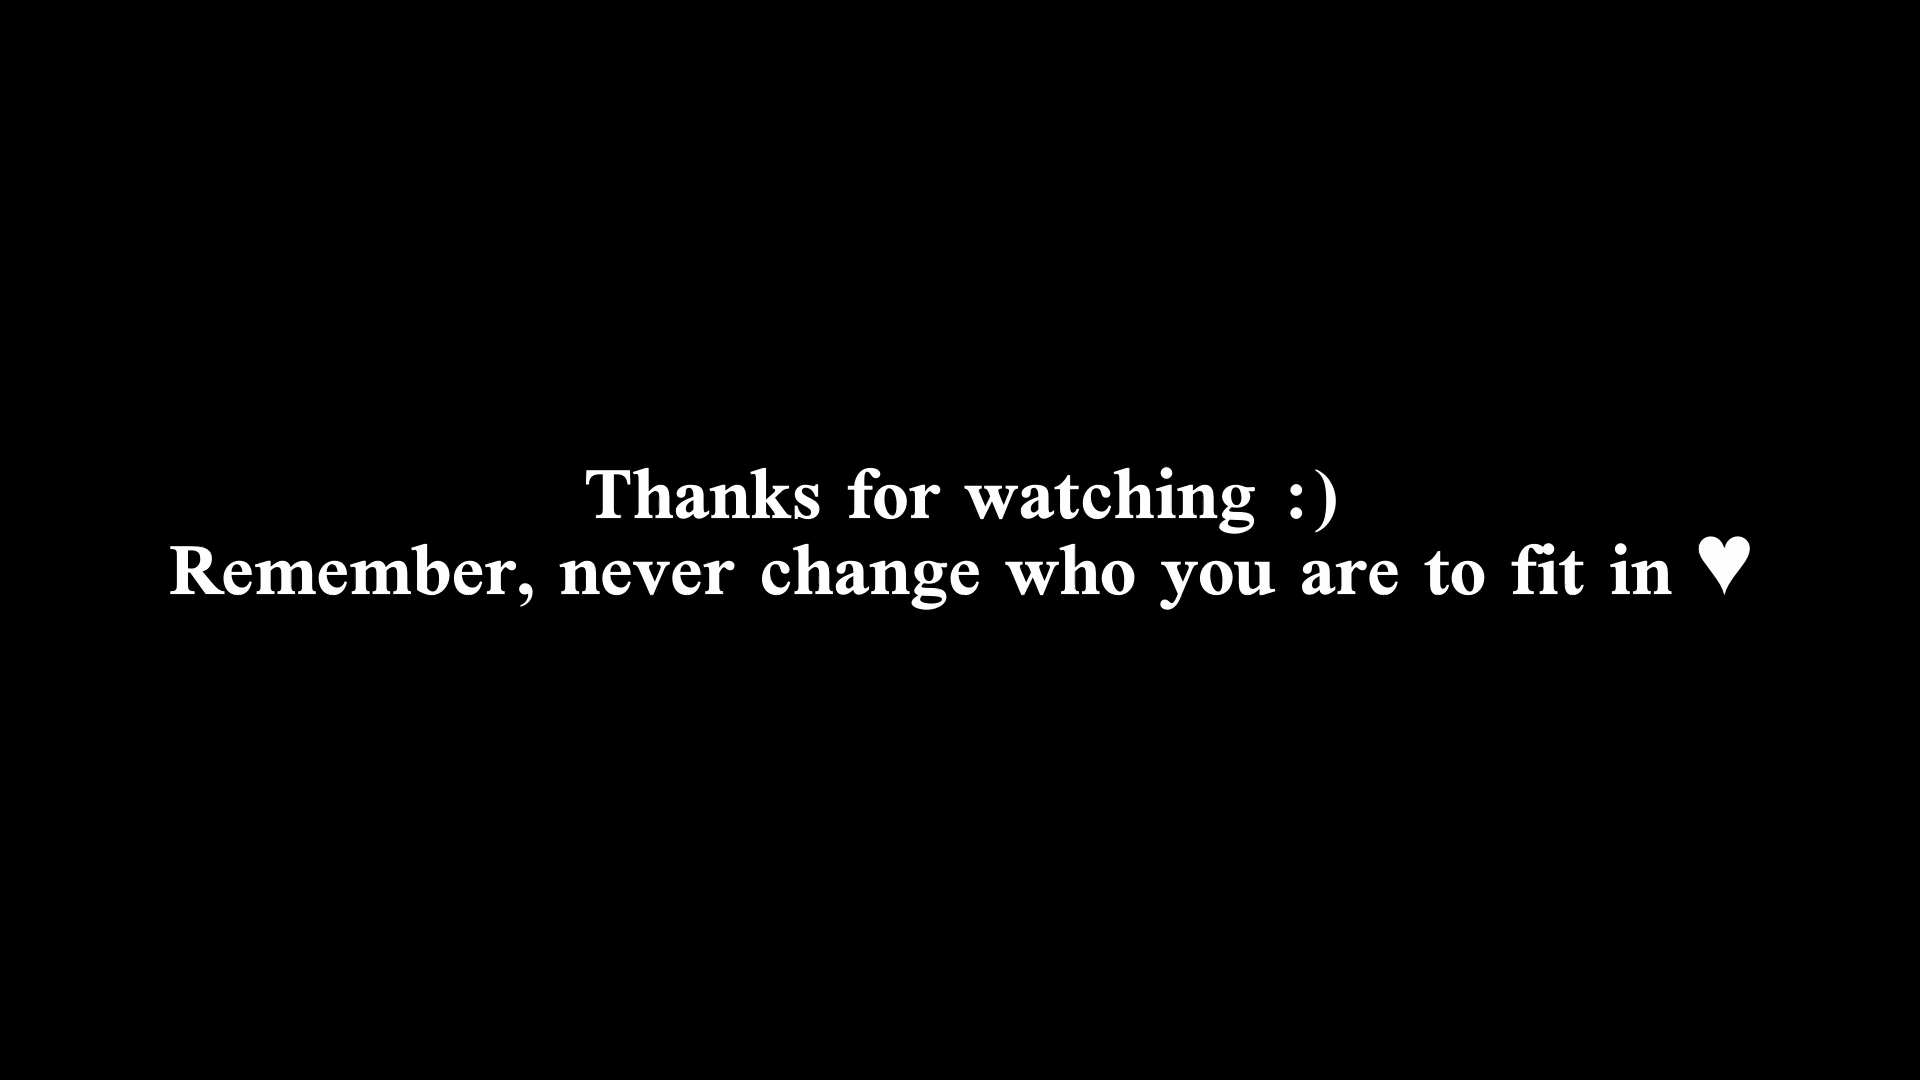 Thanks for watching :)
Remember, never change who you are to fit in ♥